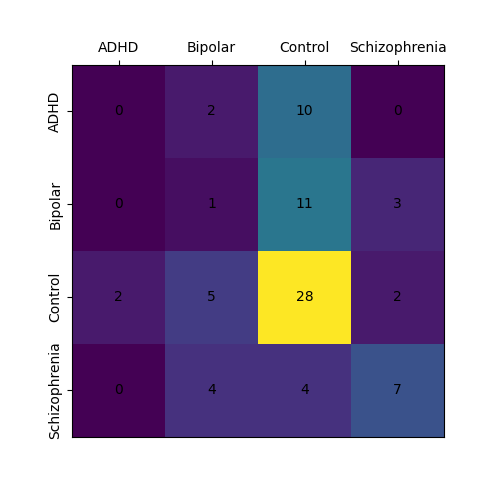 ADHD Bipolar Control Schizophrenia
ADHD 0 2 10 0
Bipolar 0 1 11 3
Control 2 5 28 2
Schizophrenia 0 4 4 7